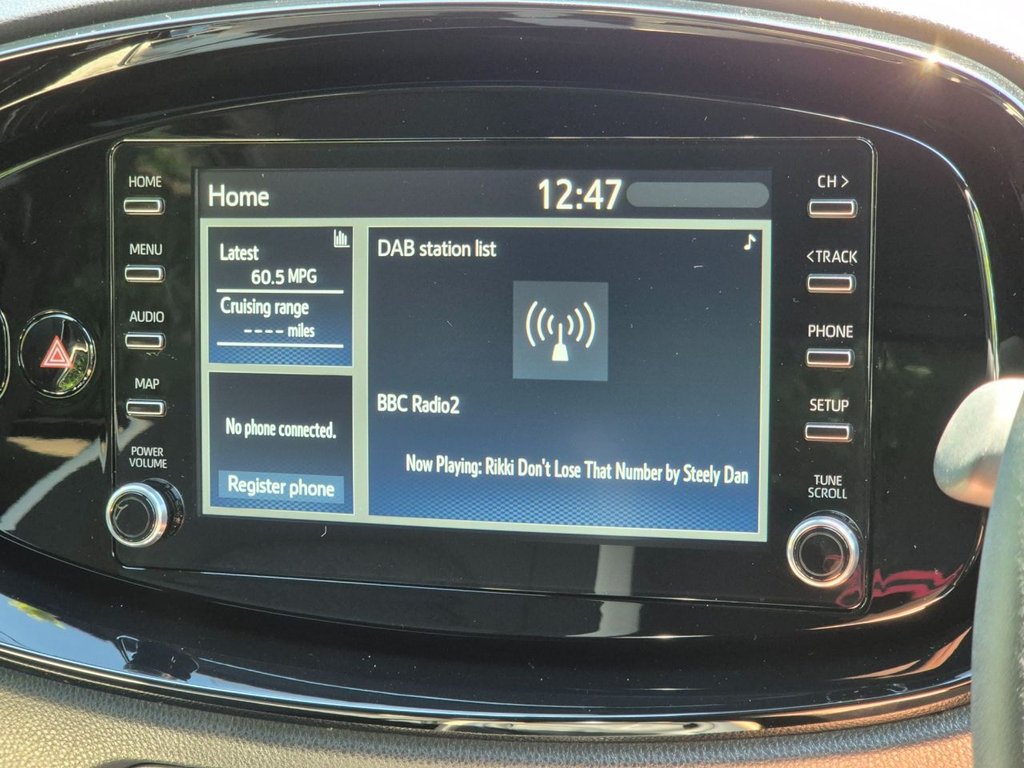 HOME
MENU
AUDIO
MAP
POWER
VOLUME
Home
12:47
Latest
60.5 MPG
Cruising range
---- miles
No phone connected.
Register phone
DAB station list
BBC Radio2
Now Playing: Rikki Don't Lose That Number by Steely Dan
CH >
<TRACK
PHONE
SETUP
TUNE
SCROLL